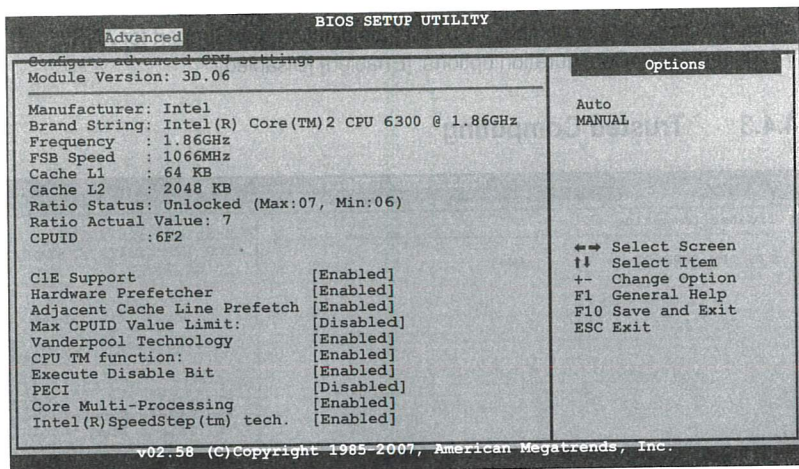 BIOS SETUP UTILITY
Advanced
Configure advanced CPU settings
Module Version: 3D.06
Manufacturer: Intel
Brand String: Intel(R) Core(TM)2 CPU 6300 @ 1.86GHz
Frequency : 1.86GHz
FSB Speed : 1066MHz
Cache L1 : 64 KB
Cache L2 : 2048 KB
Ratio Status: Unlocked (Max:07, Min:06)
Ratio Actual Value: 7
CPUID :6F2
C1E Support [Enabled]
Hardware Prefetcher [Enabled]
Adjacent Cache Line Prefetch [Enabled]
Max CPUID Value Limit: [Disabled]
Vanderpool Technology [Enabled]
CPU TM function: [Enabled]
Execute Disable Bit [Enabled]
PECI [Disabled]
Core Multi-Processing [Enabled]
Intel(R)SpeedStep(tm) tech. [Enabled]
Options
Auto
MANUAL
←→ Select Screen
↑↓ Select Item
+- Change Option
F1 General Help
F10 Save and Exit
ESC Exit
v02.58 (C)Copyright 1985-2007, American Megatrends, Inc.